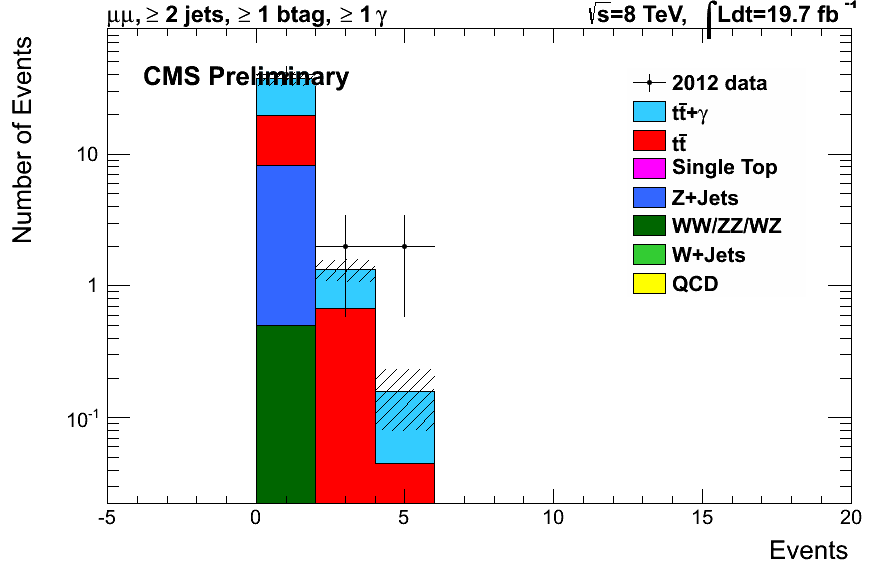 μμ, ≥ 2 jets, ≥ 1 btag, ≥ 1 γ
√s=8 TeV, ∫Ldt=19.7 fb⁻¹
CMS Preliminary
Number of Events
2012 data
tt̄+γ
tt̄
Single Top
Z+Jets
WW/ZZ/WZ
W+Jets
QCD
10
1
10⁻¹
-5 0 5 10 15 20
Events